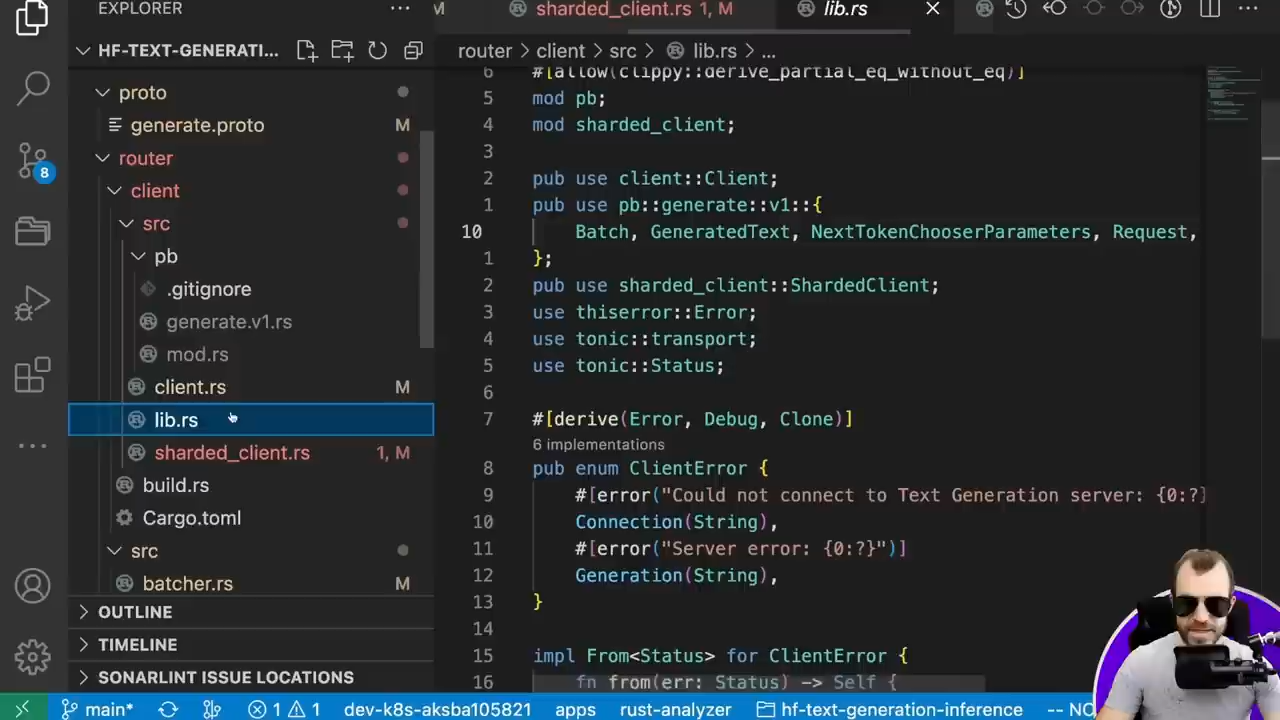 EXPLORER
HF-TEXT-GENERATI...
proto
generate.proto M
router
client
src
pb
.gitignore
generate.v1.rs
mod.rs
client.rs M
lib.rs
sharded_client.rs 1, M
build.rs
Cargo.toml
src
batcher.rs M
OUTLINE
TIMELINE
SONARLINT ISSUE LOCATIONS
8
M sharded_client.rs 1, M lib.rs
router > client > src > lib.rs > ...
6 #[allow(clippy::derive_partial_eq_without_eq)]
5 mod pb;
4 mod sharded_client;
3
2 pub use client::Client;
1 pub use pb::generate::v1::{
10 Batch, GeneratedText, NextTokenChooserParameters, Request,
1 };
2 pub use sharded_client::ShardedClient;
3 use thiserror::Error;
4 use tonic::transport;
5 use tonic::Status;
6
7 #[derive(Error, Debug, Clone)]
6 implementations
8 pub enum ClientError {
9 #[error("Could not connect to Text Generation server: {0:?}
10 Connection(String),
11 #[error("Server error: {0:?}")]
12 Generation(String),
13 }
14
15 impl From<Status> for ClientError {
16 fn from(err: Status) -> Self {
main* 1 1 dev-k8s-aksba105821 apps rust-analyzer hf-text-generation-inference -- NO